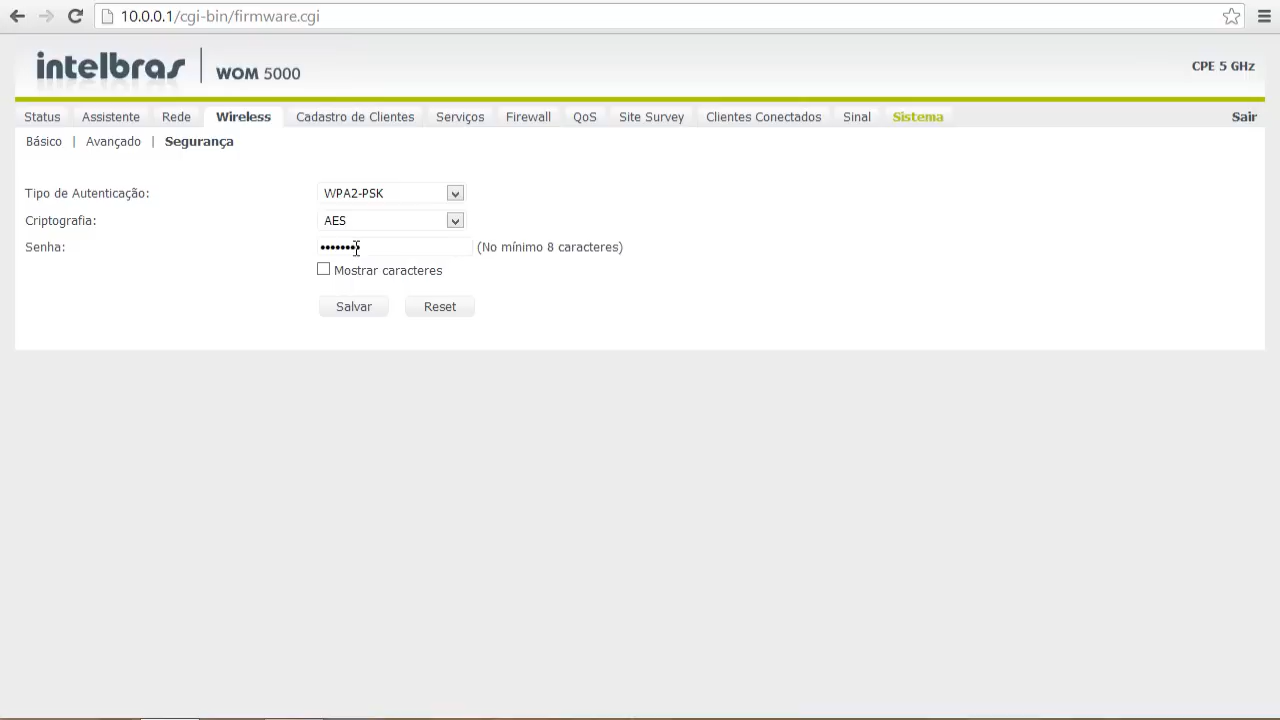 10.0.0.1/cgi-bin/firmware.cgi
intelbras WOM 5000 CPE 5 GHz
Status Assistente Rede Wireless Cadastro de Clientes Serviços Firewall QoS Site Survey Clientes Conectados Sinal Sistema Sair
Básico | Avançado | Segurança
Tipo de Autenticação: WPA2-PSK
Criptografia: AES
Senha: •••••••• (No mínimo 8 caracteres)
Mostrar caracteres
Salvar Reset